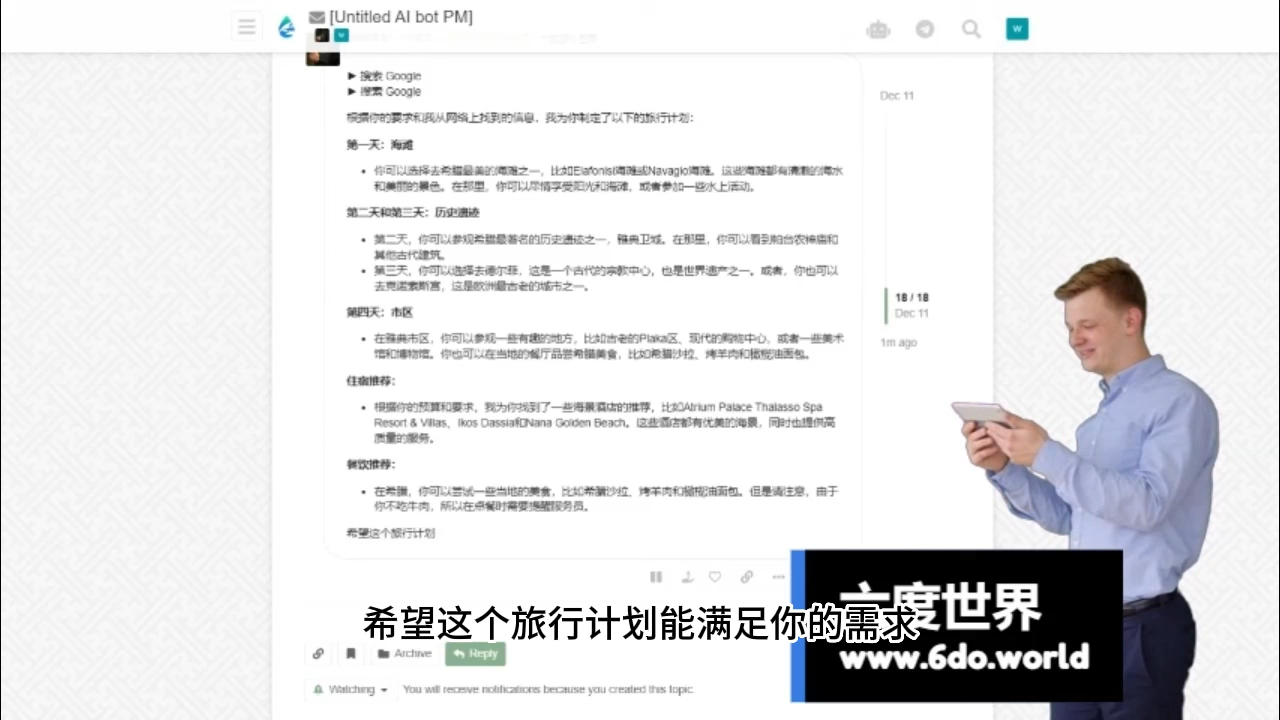 [Untitled AI bot PM]
w
w
▶ 搜索 Google
▶ 搜索 Google
根据你的要求和我从网络上找到的信息，我为你制定了以下的旅行计划：
第一天：海滩
• 你可以选择去希腊最美的海滩之一，比如Elafonisi海滩或Navagio海滩。这些海滩都有清澈的海水
和美丽的景色。在那里，你可以尽情享受阳光和海滩，或者参加一些水上活动。
第二天和第三天：历史遗迹
• 第二天，你可以参观希腊最著名的历史遗迹之一，雅典卫城。在那里，你可以看到帕台农神庙和
其他古代建筑。
• 第三天，你可以选择去德尔菲，这是一个古代的宗教中心，也是世界遗产之一。或者，你也可以
去克诺索斯宫，这是欧洲最古老的城市之一。
第四天：市区
• 在雅典市区，你可以参观一些有趣的地方，比如古老的Plaka区、现代的购物中心，或者一些美术
馆和博物馆。你也可以在当地的餐厅品尝希腊美食，比如希腊沙拉、烤羊肉和橄榄油面包。
住宿推荐：
• 根据你的预算和要求，我为你找到了一些海景酒店的推荐，比如Atrium Palace Thalasso Spa
Resort & Villas、Ikos Dassia和Nana Golden Beach。这些酒店都有优美的海景，同时也提供高
质量的服务。
餐饮推荐：
• 在希腊，你可以尝试一些当地的美食，比如希腊沙拉、烤羊肉和橄榄油面包。但是请注意，由于
你不吃牛肉，所以在点餐时需要提醒服务员。
希望这个旅行计划
Dec 11
18 / 18
Dec 11
1m ago
希望这个旅行计划能满足你的需求
六度世界
www.6do.world
Archive
Reply
Watching
You will receive notifications because you created this topic.